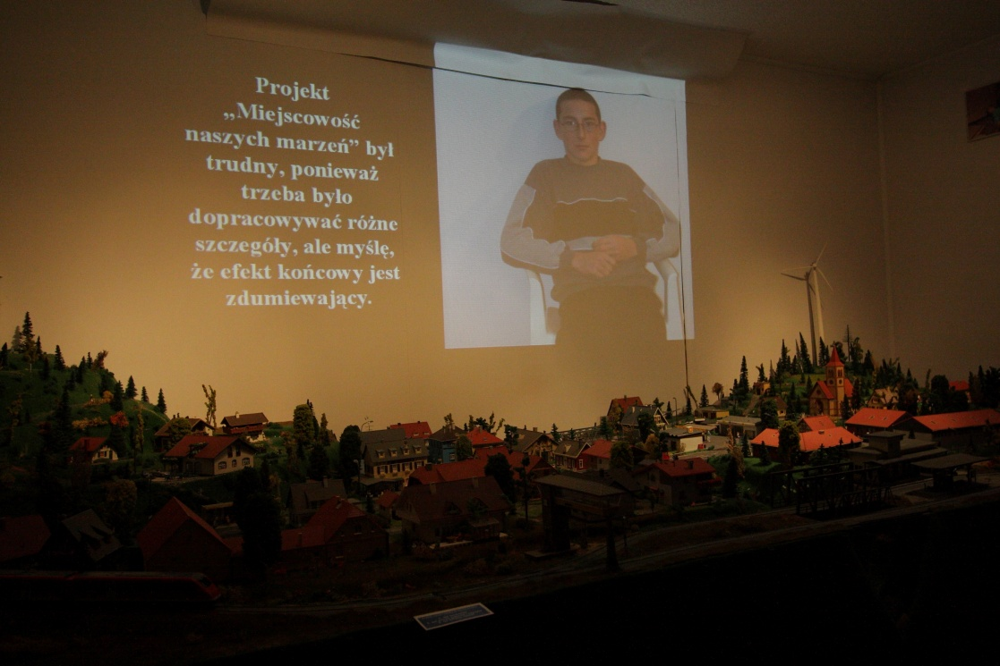 Projekt
„Miejscowość
naszych marzeń” był
trudny, ponieważ
trzeba było
dopracowywać różne
szczegóły, ale myślę,
że efekt końcowy jest
zdumiewający.